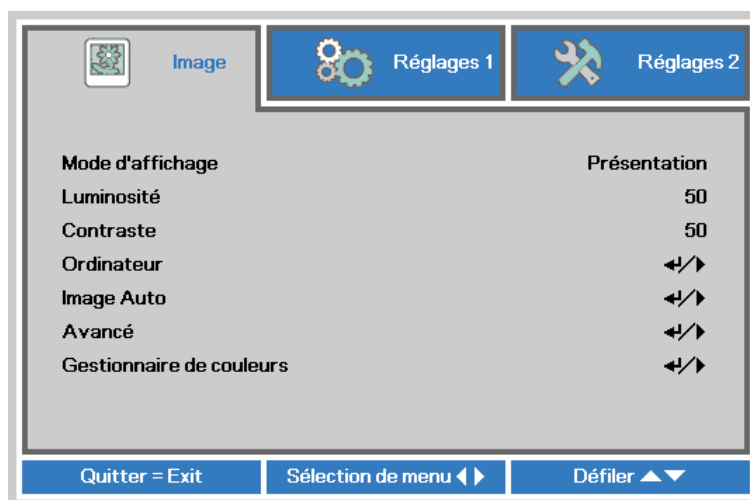 Image Réglages 1 Réglages 2
Mode d'affichage Présentation
Luminosité 50
Contraste 50
Ordinateur
Image Auto
Avancé
Gestionnaire de couleurs
Quitter = Exit Sélection de menu Défiler